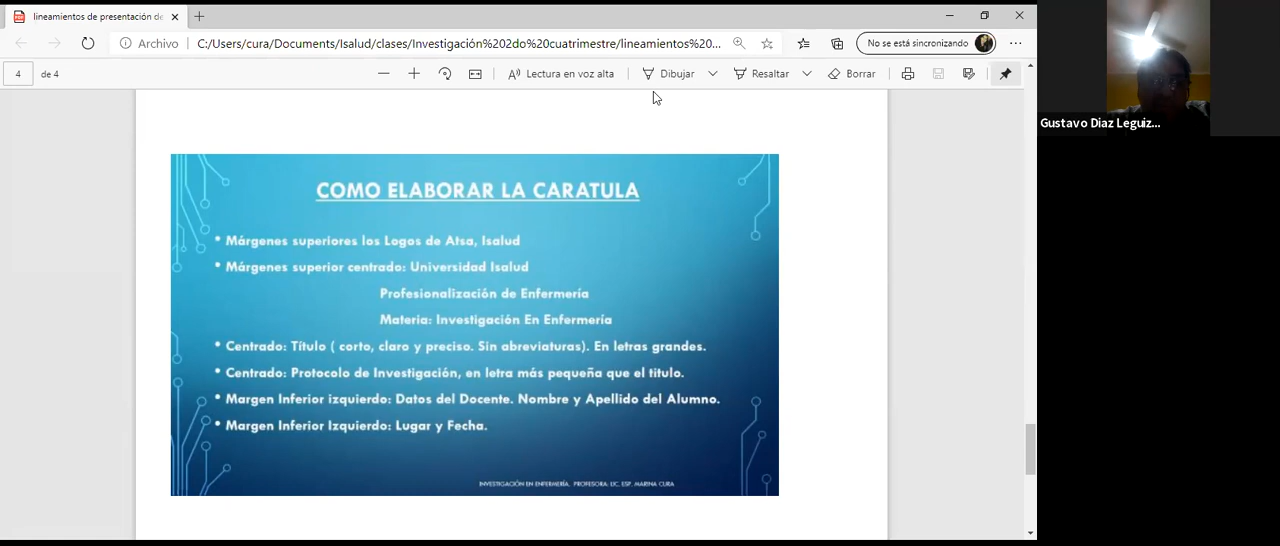 lineamientos de presentación de
Archivo
C:/Users/cura/Documents/Isalud/clases/Investigación%202do%20cuatrimestre/lineamientos%20...
No se está sincronizando
4 de 4
Lectura en voz alta
Dibujar
Resaltar
Borrar
Gustavo Diaz Leguiz...
COMO ELABORAR LA CARATULA
• Márgenes superiores los Logos de Atsa, Isalud
• Márgenes superior centrado: Universidad Isalud
Profesionalización de Enfermería
Materia: Investigación En Enfermería
• Centrado: Título ( corto, claro y preciso. Sin abreviaturas). En letras grandes.
• Centrado: Protocolo de Investigación, en letra más pequeña que el titulo.
• Margen Inferior izquierdo: Datos del Docente. Nombre y Apellido del Alumno.
• Margen Inferior Izquierdo: Lugar y Fecha.
INVESTIGACIÓN EN ENFERMERÍA. PROFESORA: LIC. ESP. MARINA CURA